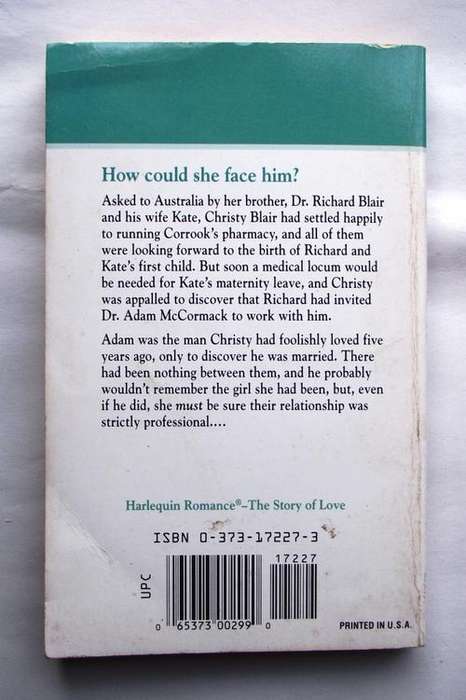 How could she face him?
Asked to Australia by her brother, Dr. Richard Blair
and his wife Kate, Christy Blair had settled happily
to running Corrook's pharmacy, and all of them
were looking forward to the birth of Richard and
Kate's first child. But soon a medical locum would
be needed for Kate's maternity leave, and Christy
was appalled to discover that Richard had invited
Dr. Adam McCormack to work with him.
Adam was the man Christy had foolishly loved five
years ago, only to discover he was married. There
had been nothing between them, and he probably
wouldn't remember the girl she had been, but, even
if he did, she must be sure their relationship was
strictly professional....
Harlequin Romance®–The Story of Love
ISBN 0-373-17227-3
17227
UPC
0 65373 00299 0
PRINTED IN U.S.A.